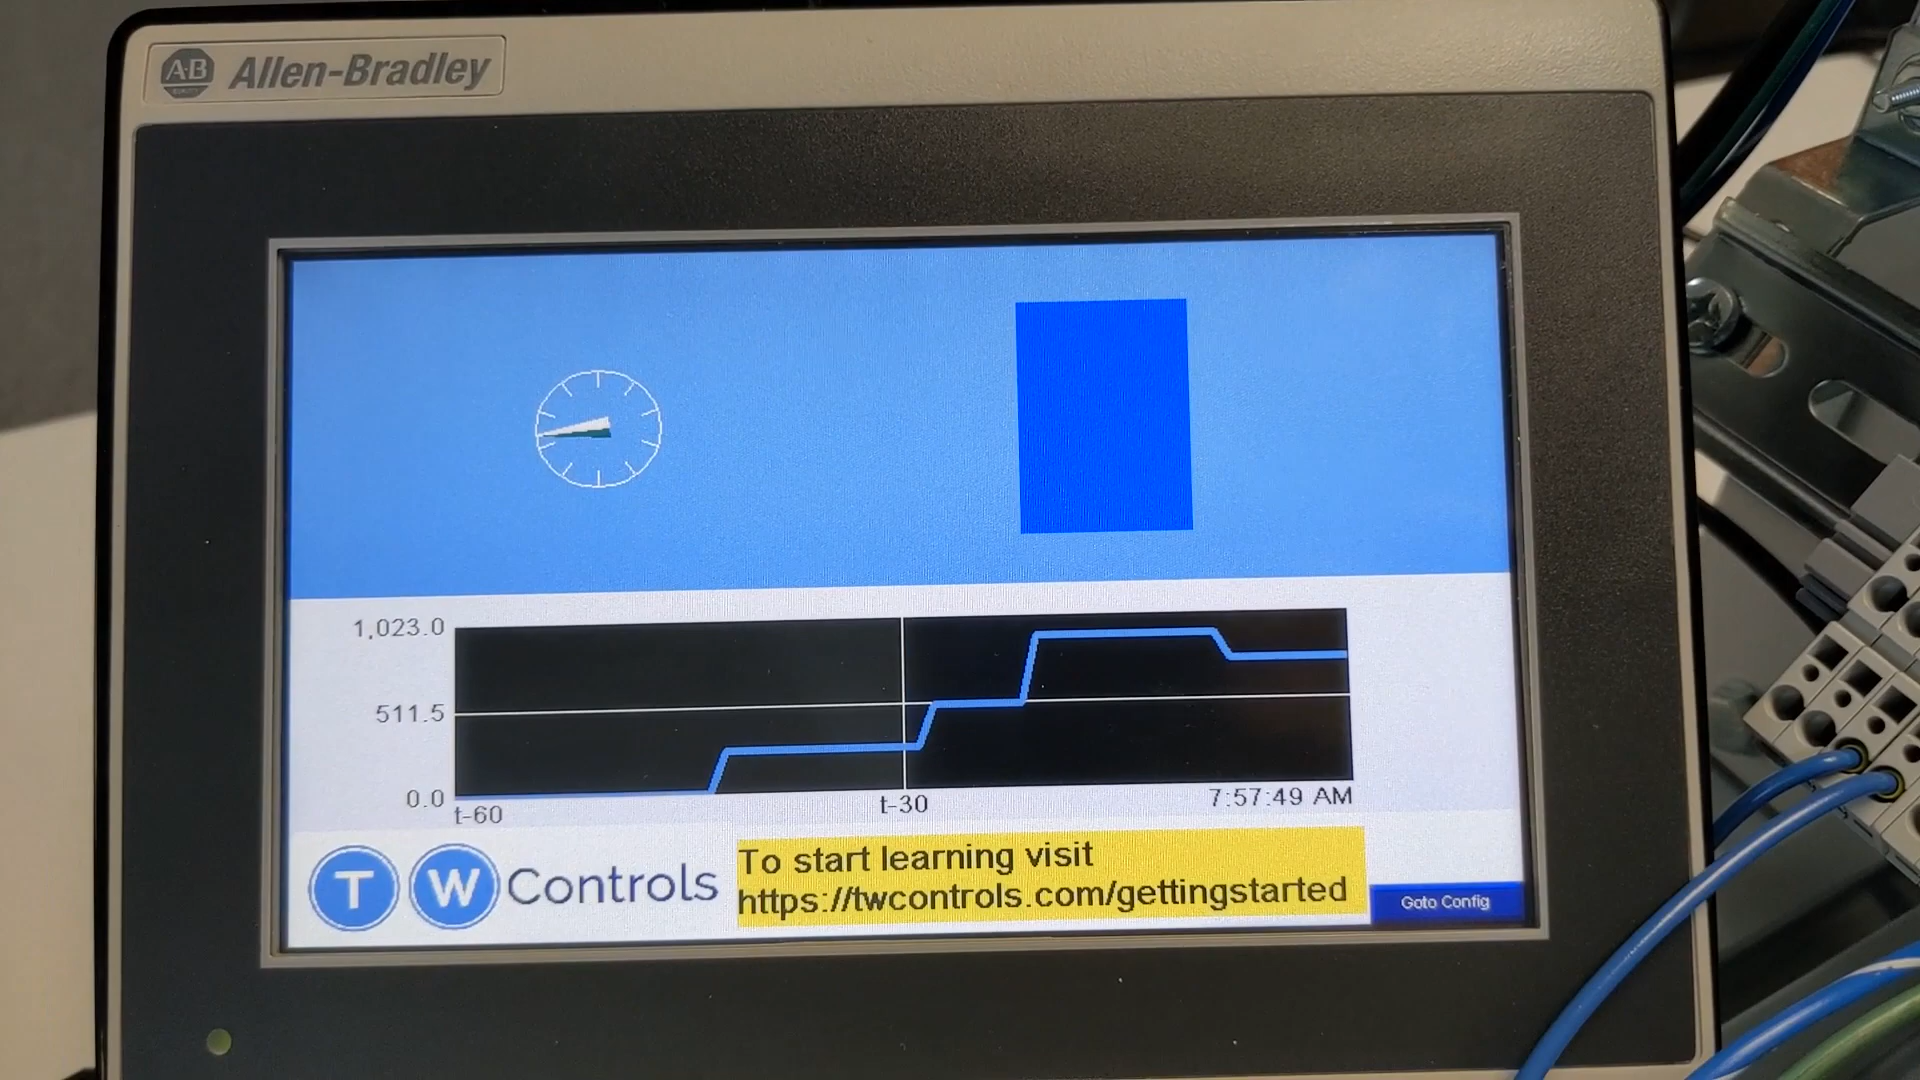 A·B
Allen-Bradley
1,023.0
511.5
0.0
t-60
t-30
7:57:49 AM
T W Controls
To start learning visit
https://twcontrols.com/gettingstarted
Goto Config